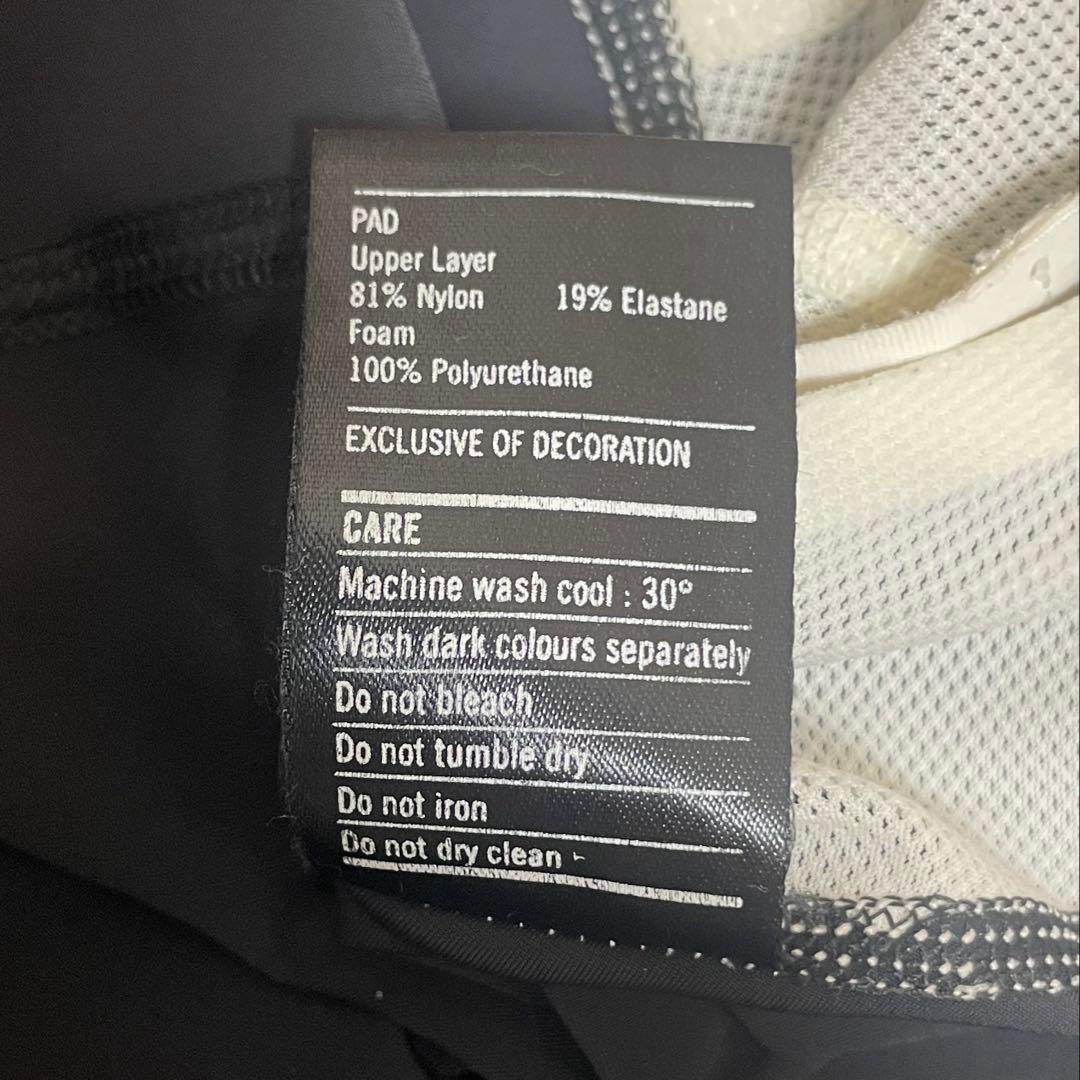 PAD
Upper Layer
81% Nylon 19% Elastane
Foam
100% Polyurethane
EXCLUSIVE OF DECORATION
CARE
Machine wash cool : 30°
Wash dark colours separately
Do not bleach
Do not tumble dry
Do not iron
Do not dry clean